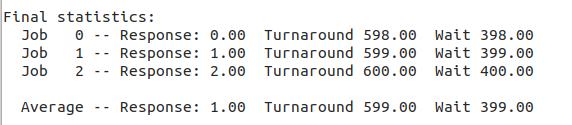 Final statistics:
  Job   0 -- Response: 0.00  Turnaround 598.00  Wait 398.00
  Job   1 -- Response: 1.00  Turnaround 599.00  Wait 399.00
  Job   2 -- Response: 2.00  Turnaround 600.00  Wait 400.00

  Average -- Response: 1.00  Turnaround 599.00  Wait 399.00